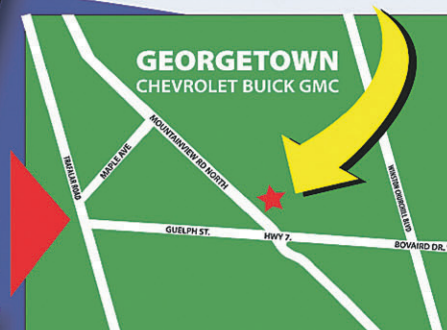 GEORGETOWN
CHEVROLET BUICK GMC
TRAFALAR ROAD
MAPLE AVE
MOUNTAINVIEW RD NORTH
WINSTON CHURCHILL BLVD
GUELPH ST.
HWY 7.
BOVAIRD DR.